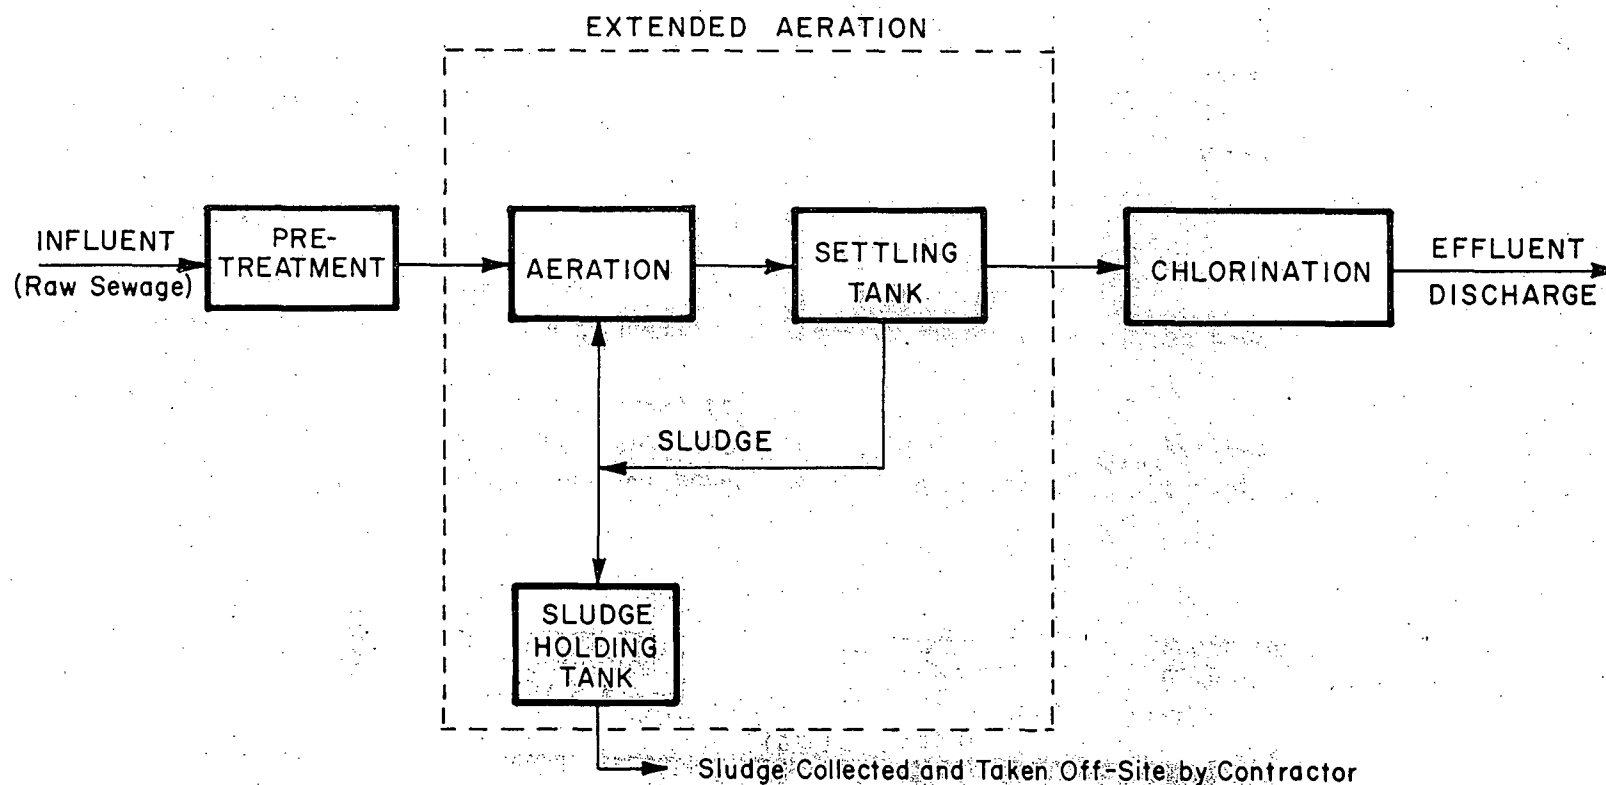 EXTENDED AERATION
INFLUENT
(Raw Sewage)
PRE-
TREATMENT
AERATION
SETTLING
TANK
CHLORINATION
EFFLUENT
DISCHARGE
SLUDGE
SLUDGE
HOLDING
TANK
Sludge Collected and Taken Off-Site by Contractor